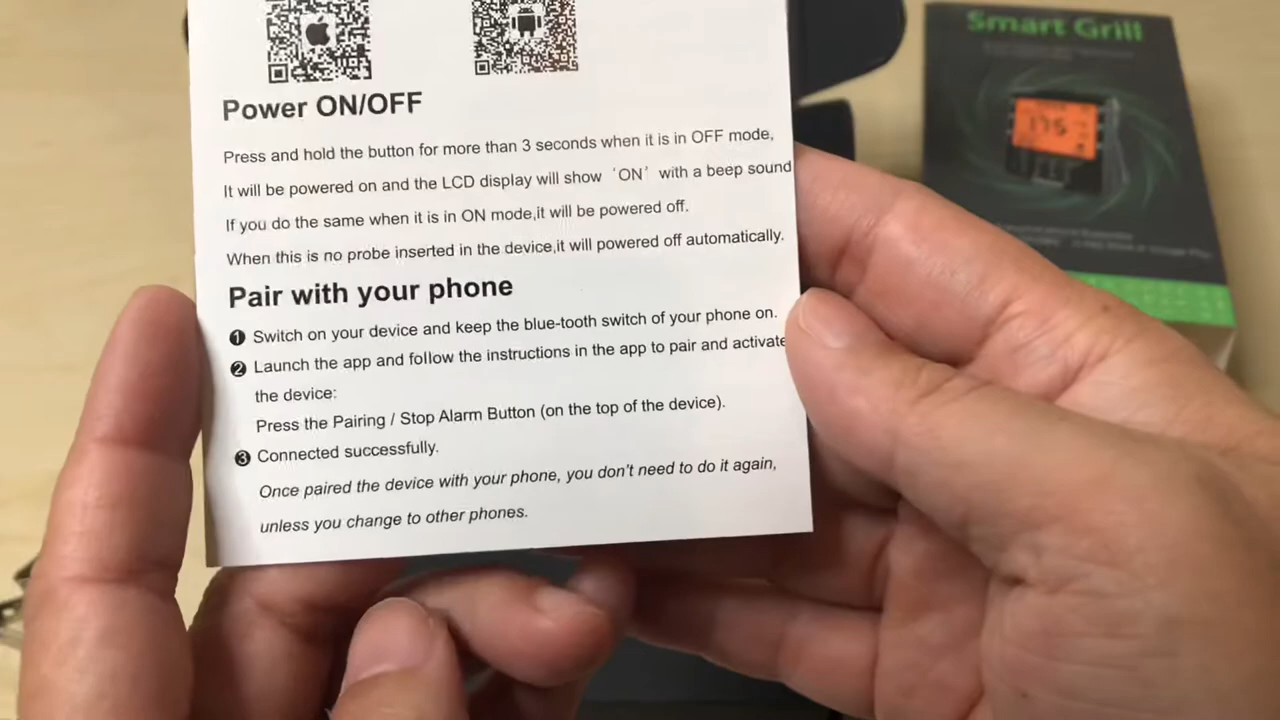 Smart Grill
175
Power ON/OFF
Press and hold the button for more than 3 seconds when it is in OFF mode,
It will be powered on and the LCD display will show 'ON' with a beep sound
If you do the same when it is in ON mode,it will be powered off.
When this is no probe inserted in the device,it will powered off automatically.
Pair with your phone
❶ Switch on your device and keep the blue-tooth switch of your phone on.
❷ Launch the app and follow the instructions in the app to pair and activate
the device:
Press the Pairing / Stop Alarm Button (on the top of the device).
❸ Connected successfully.
Once paired the device with your phone, you don't need to do it again,
unless you change to other phones.